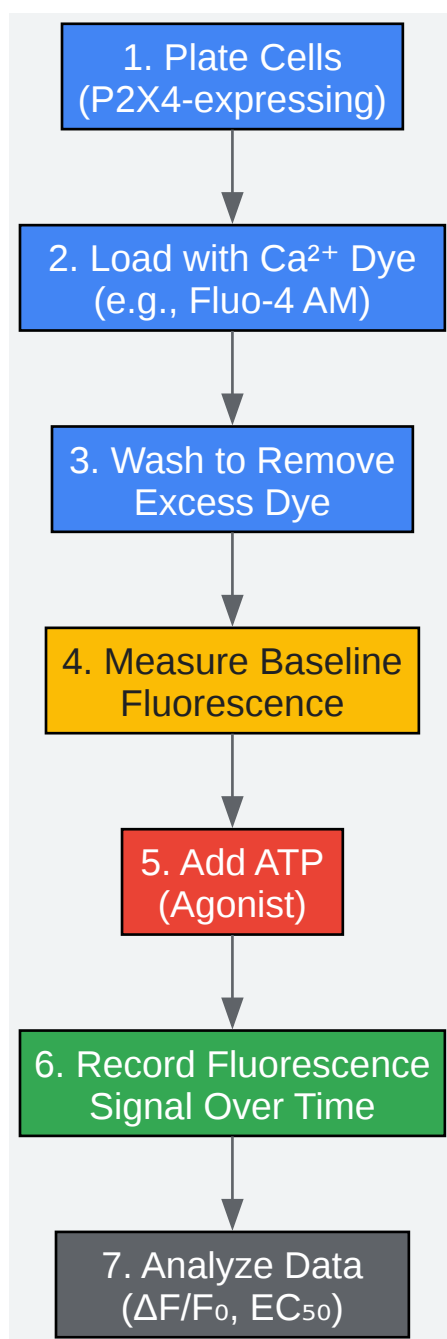 1. Plate Cells
(P2X4-expressing)
2. Load with Ca²⁺ Dye
(e.g., Fluo-4 AM)
3. Wash to Remove
Excess Dye
4. Measure Baseline
Fluorescence
5. Add ATP
(Agonist)
6. Record Fluorescence
Signal Over Time
7. Analyze Data
(ΔF/F₀, EC₅₀)